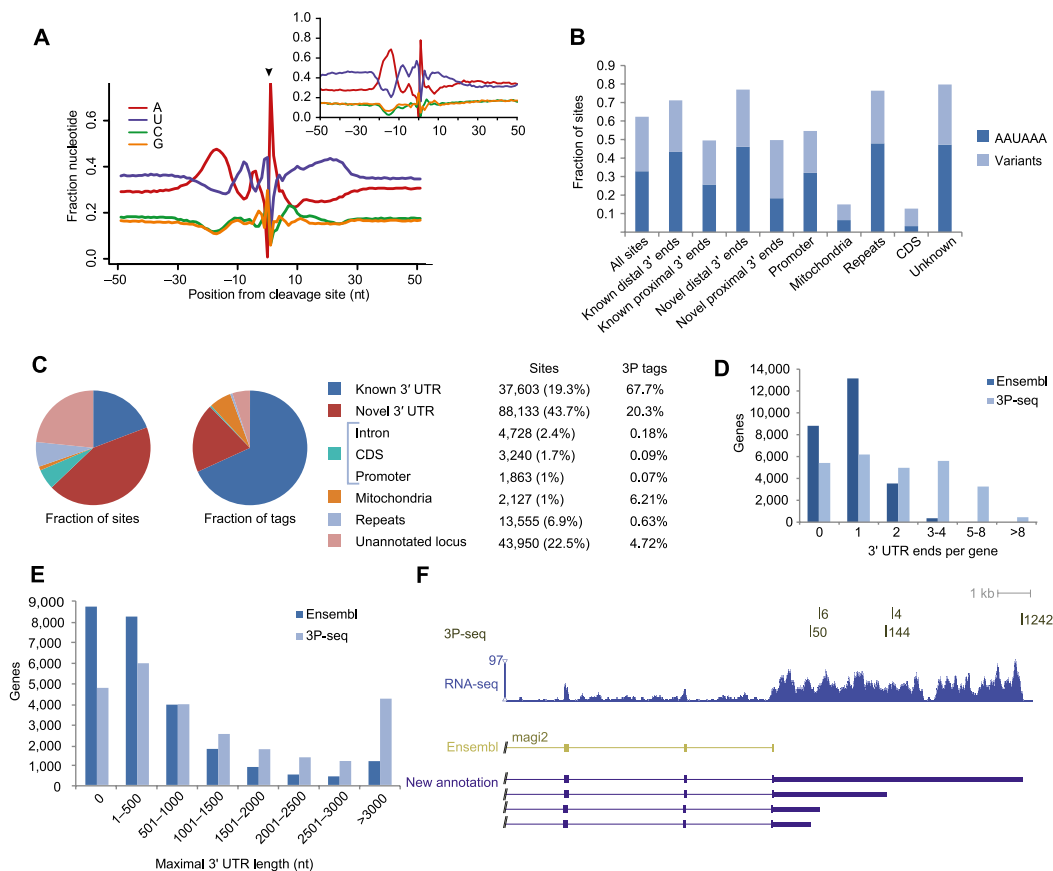 A
Fraction nucleotide
0.0
0.2
0.4
0.6
A
U
C
G
−50
−30
−10
0
10
30
50
Position from cleavage site (nt)
1.0
0.8
0.6
0.4
0.2
0.0
−50
−30
−10
0
10
30
50
B
Fraction of sites
0.9
0.8
0.7
0.6
0.5
0.4
0.3
0.2
0.1
AAUAAA
Variants
All sites
Known distal 3′ ends
Known proximal 3′ ends
Novel distal 3′ ends
Novel proximal 3′ ends
Promoter
Mitochondria
Repeats
CDS
Unknown
C
Fraction of sites
Fraction of tags
Sites 3P tags
Known 3′ UTR 37,603 (19.3%) 67.7%
Novel 3′ UTR 88,133 (43.7%) 20.3%
Intron 4,728 (2.4%) 0.18%
CDS 3,240 (1.7%) 0.09%
Promoter 1,863 (1%) 0.07%
Mitochondria 2,127 (1%) 6.21%
Repeats 13,555 (6.9%) 0.63%
Unannotated locus 43,950 (22.5%) 4.72%
D
Genes
14,000
12,000
10,000
8,000
6,000
4,000
2,000
0
Ensembl
3P-seq
0
1
2
3-4
5-8
>8
3′ UTR ends per gene
E
Genes
9,000
8,000
7,000
6,000
5,000
4,000
3,000
2,000
1,000
0
Ensembl
3P-seq
0
1–500
501–1000
1001–1500
1501–2000
2001–2500
2501–3000
>3000
Maximal 3′ UTR length (nt)
F
1 kb
3P-seq
6
4
50
144
1242
97
RNA-seq
magi2
Ensembl
New annotation